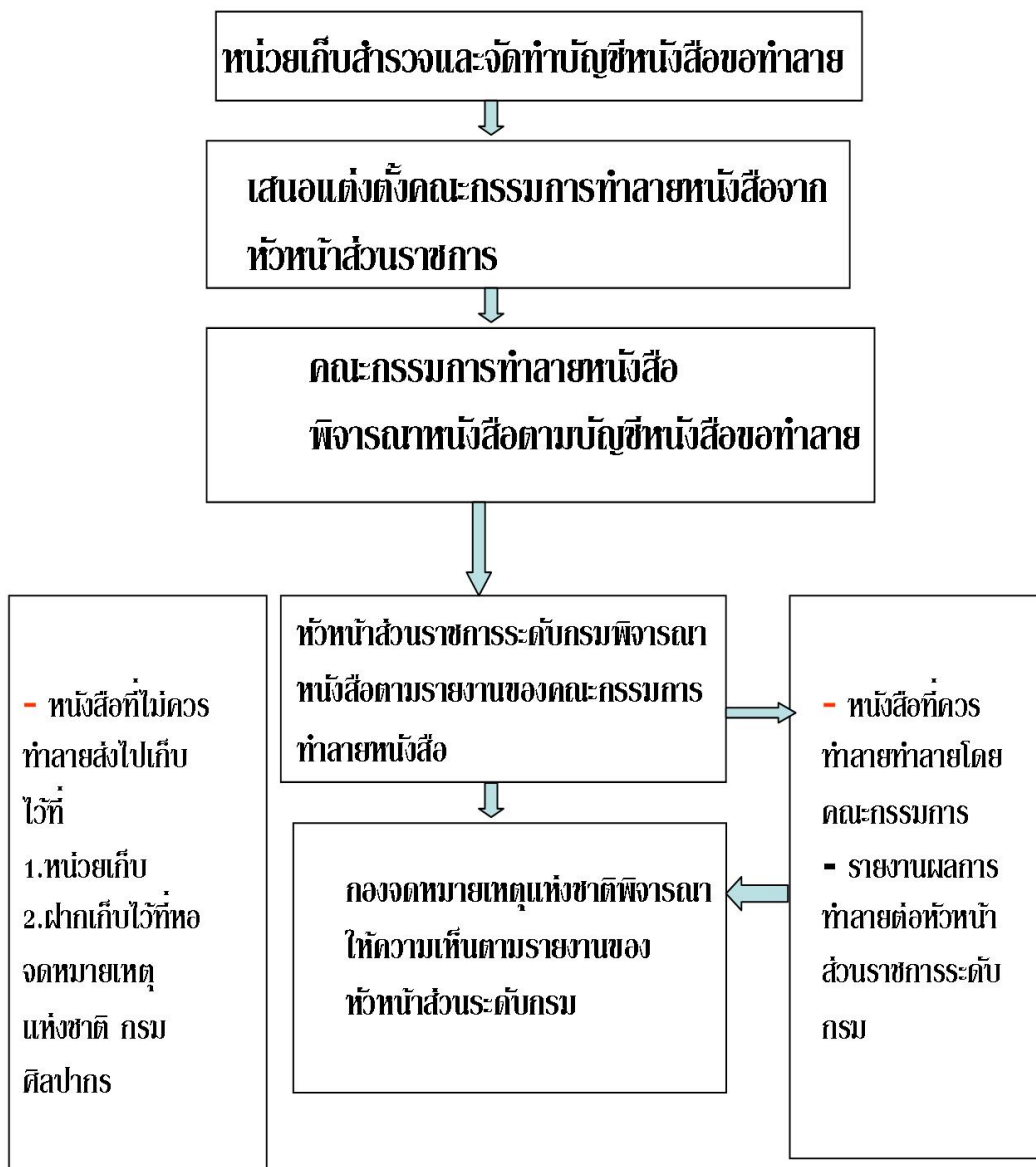 หน่วยเก็บสำรวจและจัดทำบัญชีหนังสือขอทำลาย
เสนอแต่งตั้งคณะกรรมการทำลายหนังสือจาก
หัวหน้าส่วนราชการ
คณะกรรมการทำลายหนังสือ
พิจารณาหนังสือตามบัญชีหนังสือขอทำลาย
หัวหน้าส่วนราชการระดับกรมพิจารณา
หนังสือตามรายงานของคณะกรรมการ
ทำลายหนังสือ
- หนังสือที่ไม่ควร
ทำลายส่งไปเก็บ
ไว้ที่
1.หน่วยเก็บ
2.ฝากเก็บไว้ที่หอ
จดหมายเหตุ
แห่งชาติ กรม
ศิลปากร
กองจดหมายเหตุแห่งชาติพิจารณา
ให้ความเห็นตามรายงานของ
หัวหน้าส่วนระดับกรม
- หนังสือที่ควร
ทำลายทำลายโดย
คณะกรรมการ
- รายงานผลการ
ทำลายต่อหัวหน้า
ส่วนราชการระดับ
กรม